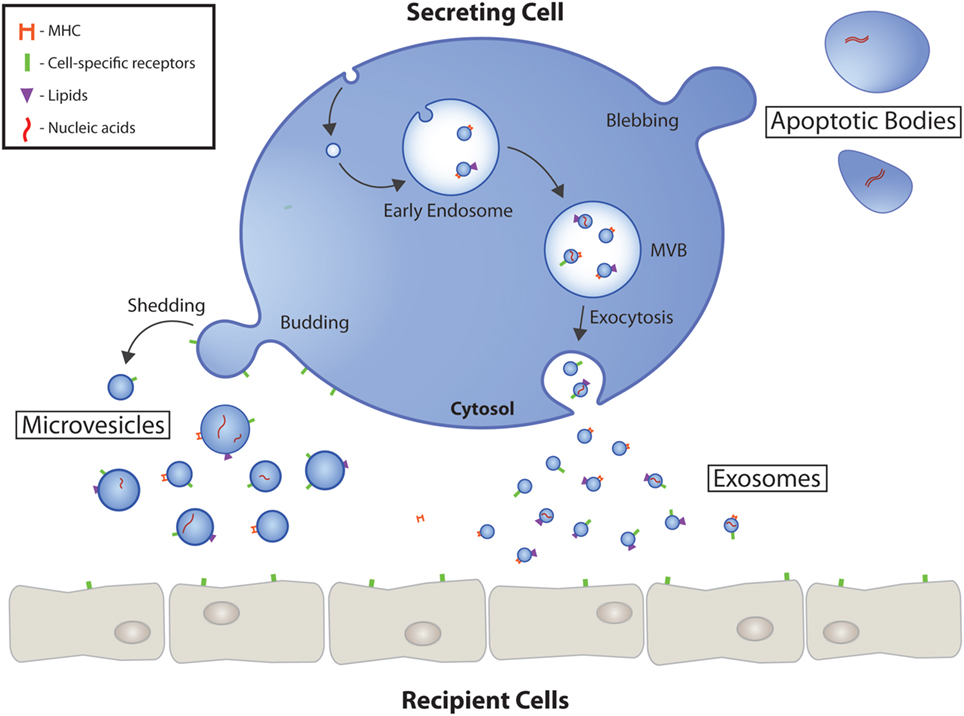 Secreting Cell
- MHC
- Cell-specific receptors
- Lipids
- Nucleic acids
Blebbing
Apoptotic Bodies
Early Endosome
MVB
Shedding
Budding
Exocytosis
Cytosol
Microvesicles
Exosomes
Recipient Cells